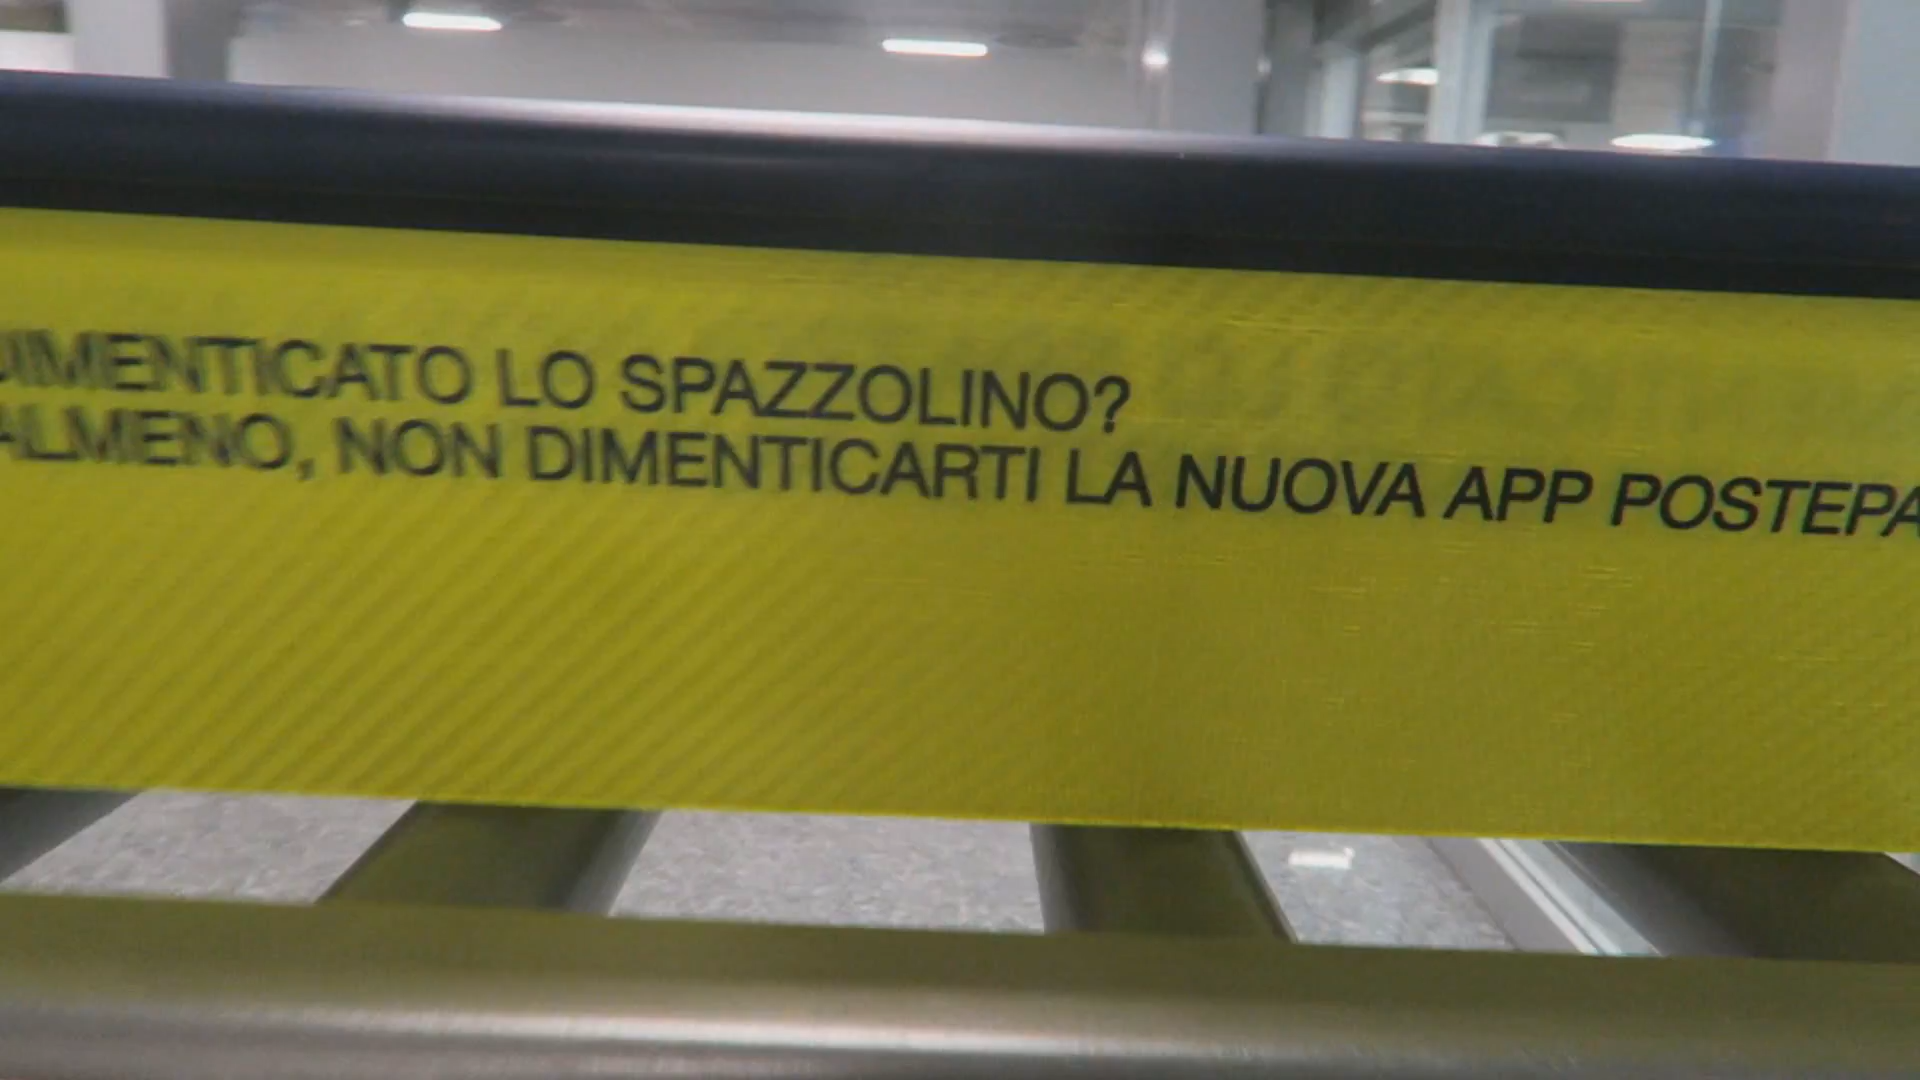 DIMENTICATO LO SPAZZOLINO?
ALMENO, NON DIMENTICARTI LA NUOVA APP POSTEPA